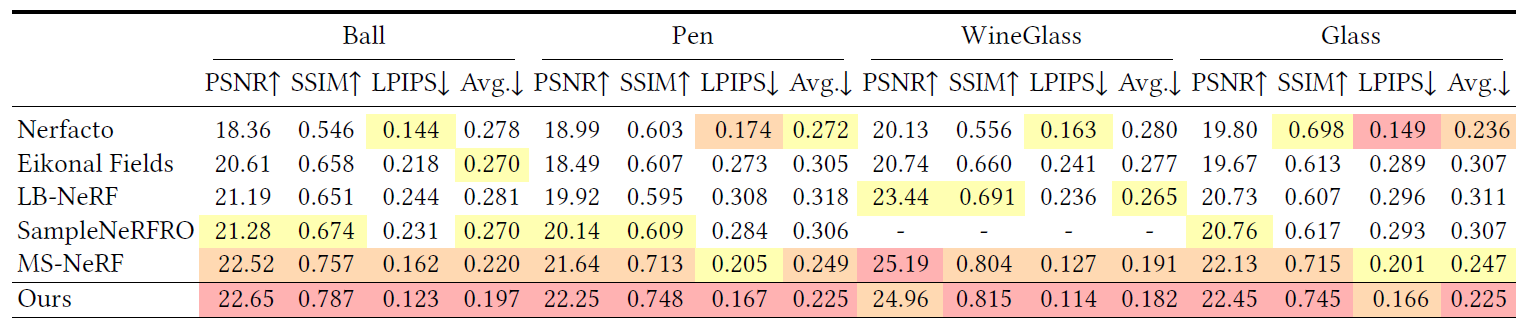 Ball Pen WineGlass Glass
PSNR↑ SSIM↑ LPIPS↓ Avg.↓ PSNR↑ SSIM↑ LPIPS↓ Avg.↓ PSNR↑ SSIM↑ LPIPS↓ Avg.↓ PSNR↑ SSIM↑ LPIPS↓ Avg.↓
Nerfacto 18.36 0.546 0.144 0.278 18.99 0.603 0.174 0.272 20.13 0.556 0.163 0.280 19.80 0.698 0.149 0.236
Eikonal Fields 20.61 0.658 0.218 0.270 18.49 0.607 0.273 0.305 20.74 0.660 0.241 0.277 19.67 0.613 0.289 0.307
LB-NeRF 21.19 0.651 0.244 0.281 19.92 0.595 0.308 0.318 23.44 0.691 0.236 0.265 20.73 0.607 0.296 0.311
SampleNeRFRO 21.28 0.674 0.231 0.270 20.14 0.609 0.284 0.306 - - - - 20.76 0.617 0.293 0.307
MS-NeRF 22.52 0.757 0.162 0.220 21.64 0.713 0.205 0.249 25.19 0.804 0.127 0.191 22.13 0.715 0.201 0.247
Ours 22.65 0.787 0.123 0.197 22.25 0.748 0.167 0.225 24.96 0.815 0.114 0.182 22.45 0.745 0.166 0.225